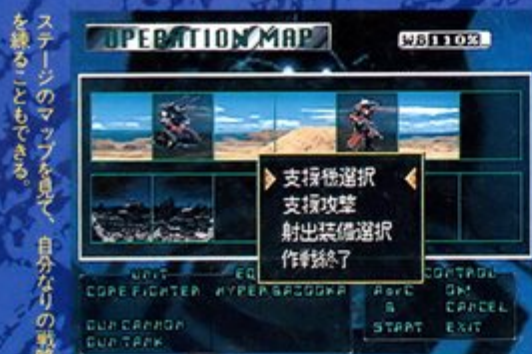 ステージのマップを見て、自分なりの戦
を練ることもできる。
OPERATION MAP
WB110%
支援機選択
支援攻撃
射出装備選択
作戦終了
UNIT
EQ
CONTROL
CORE FIGHTER HYPER BAZOOKA AorC OK!
B CANCEL
GUN CANNON START EXIT
GUN TANK